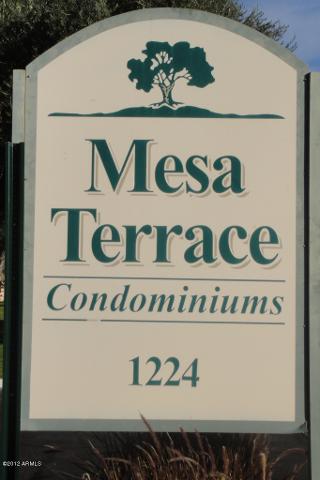 Mesa
Terrace
Condominiums
1224
©2012 ARMLS